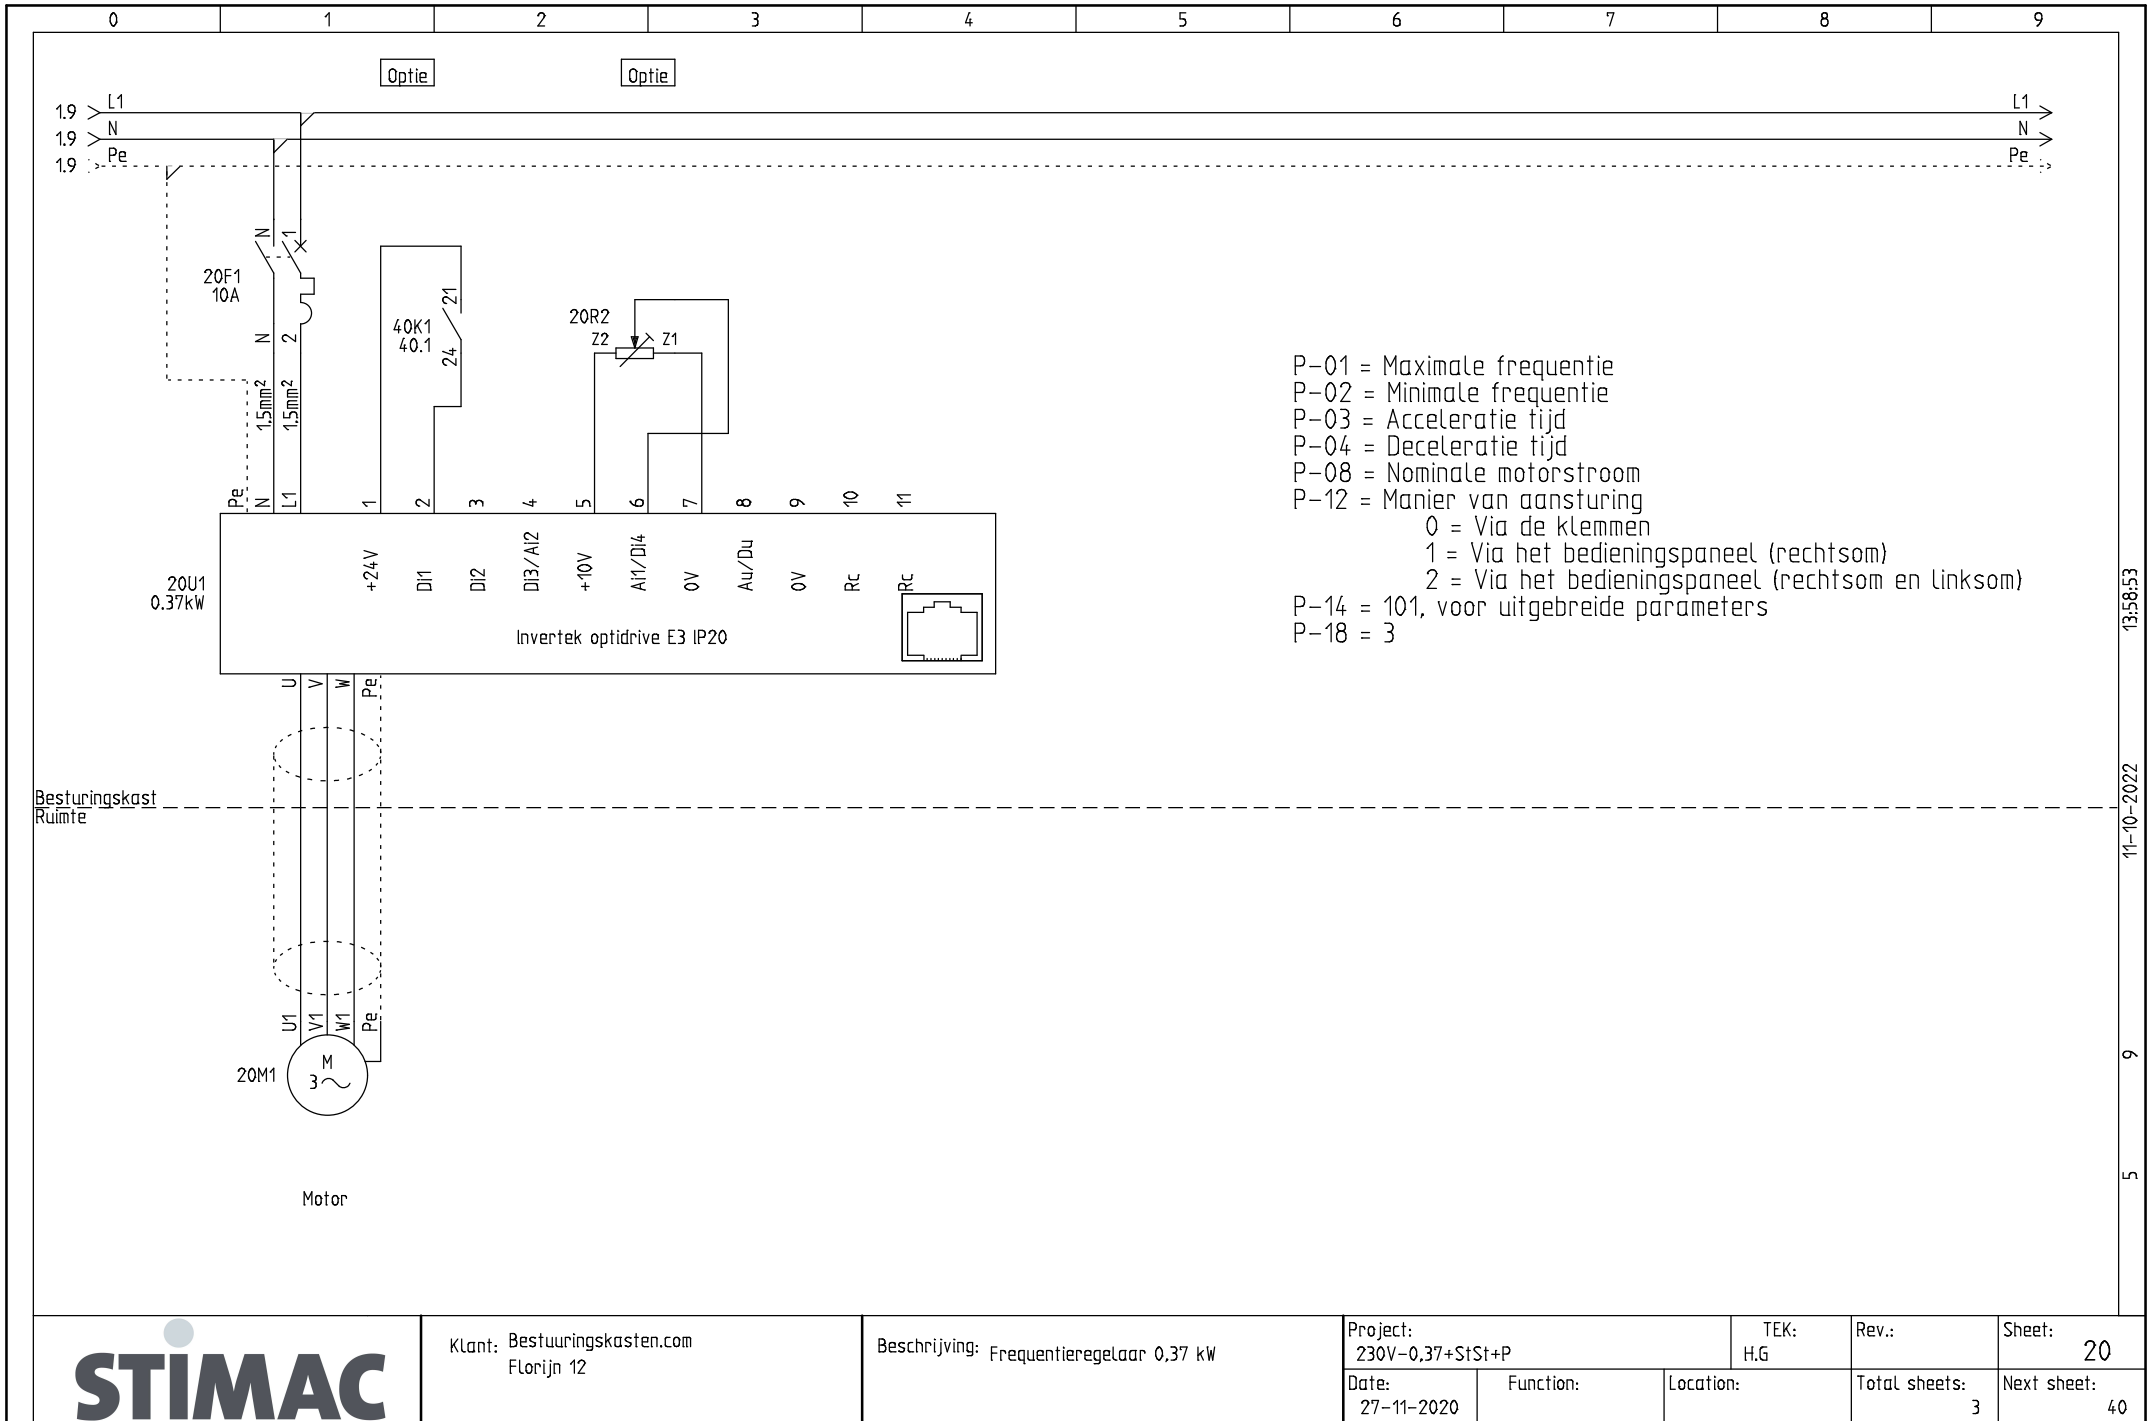 0 1 2 3 4 5 6 7 8 9
Optie Optie
1.9 L1 L1
1.9 N N
1.9 Pe Pe
N 1
20F1
10A
N 2
1.5mm² 1.5mm²
21
40K1
40.1
24
20R2
Z2 Z1
P-01 = Maximale frequentie
P-02 = Minimale frequentie
P-03 = Acceleratie tijd
P-04 = Deceleratie tijd
P-08 = Nominale motorstroom
P-12 = Manier van aansturing
0 = Via de klemmen
1 = Via het bedieningspaneel (rechtsom)
2 = Via het bedieningspaneel (rechtsom en linksom)
P-14 = 101, voor uitgebreide parameters
P-18 = 3
Pe N L1 1 2 3 4 5 6 7 8 9 10 11
+24V Di1 Di2 Di3/Ai2 +10V Ai1/Di4 0V Au/Du 0V Rc Rc
20U1
0.37kW
Invertek optidrive E3 IP20
U V W Pe
Besturingskast
Ruimte
U1 V1 W1 Pe
20M1
M
3
Motor
13:58:53
11-10-2022
9
5
STIMAC
Klant: Bestuuringskasten.com
Florijn 12
Beschrijving: Frequentieregelaar 0,37 kW
Project:
230V-0,37+StSt+P
TEK:
H.G
Rev.:
Sheet:
20
Date:
27-11-2020
Function:
Location:
Total sheets:
3
Next sheet:
40